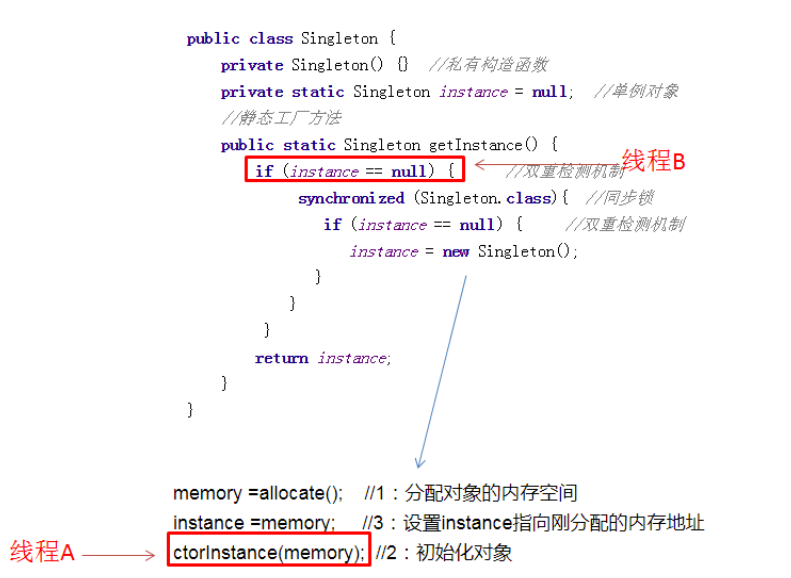 public class Singleton {
private Singleton() {} //私有构造函数
private static Singleton instance = null; //单例对象
//静态工厂方法
public static Singleton getInstance() {
if (instance == null) { //双重检测机制
线程B
synchronized (Singleton.class){ //同步锁
if (instance == null) { //双重检测机制
instance = new Singleton();
}
}
}
return instance;
}
}
memory =allocate(); //1：分配对象的内存空间
instance =memory; //3：设置instance指向刚分配的内存地址
线程A
ctorInstance(memory); //2：初始化对象